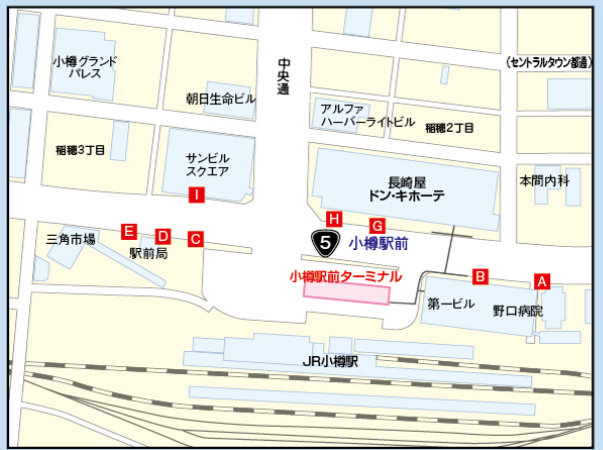 小樽グランド
パレス
中
央
通
(セントラルタウン都通)
朝日生命ビル
アルファ
ハーバーライトビル
稲穂2丁目
稲穂3丁目
サンビル
スクエア
長崎屋
ドン・キホーテ
本間内科
I
H
G
E
D
C
5
小樽駅前
三角市場
駅前局
小樽駅前ターミナル
B
A
第一ビル
野口病院
JR小樽駅